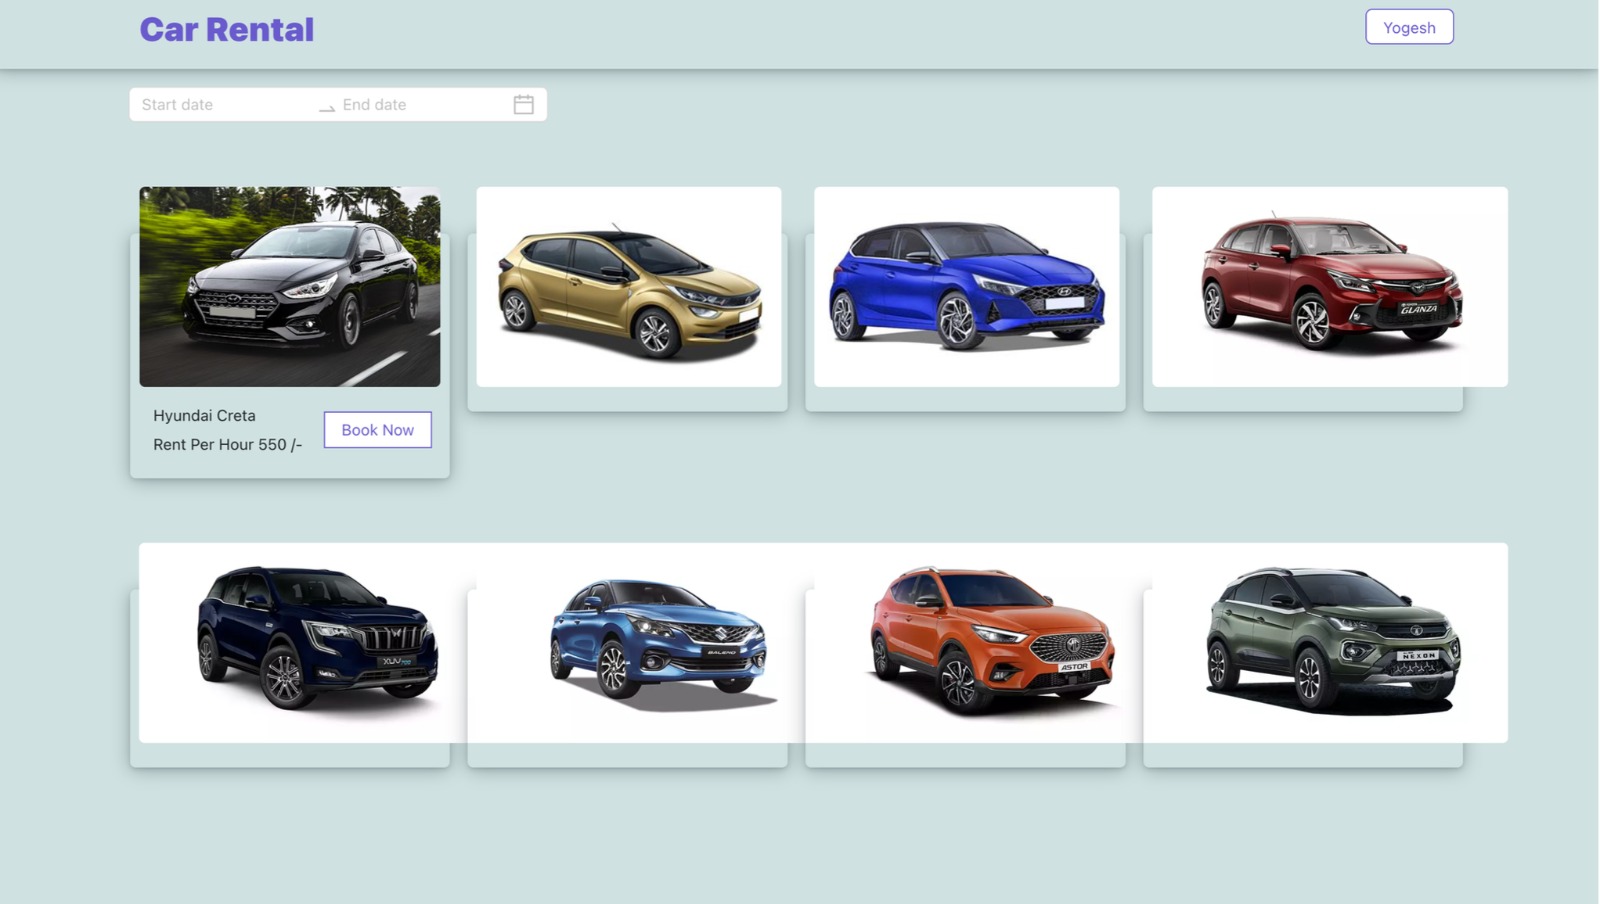 Car Rental
Yogesh
Start date
End date
GLANZA
Hyundai Creta
Rent Per Hour 550 /-
Book Now
XUV700
BALENO
ASTOR
NEXON